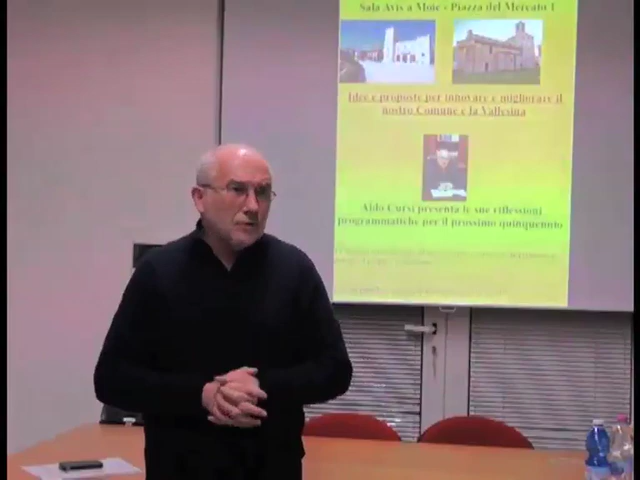 Sala Avis a Moie - Piazza del Mercato 1
Idee e proposte per innovare e migliorare il
nostro Comune e la Vallesina
Aldo Cursi presenta le sue riflessioni
programmatiche per il prossimo quinquennio